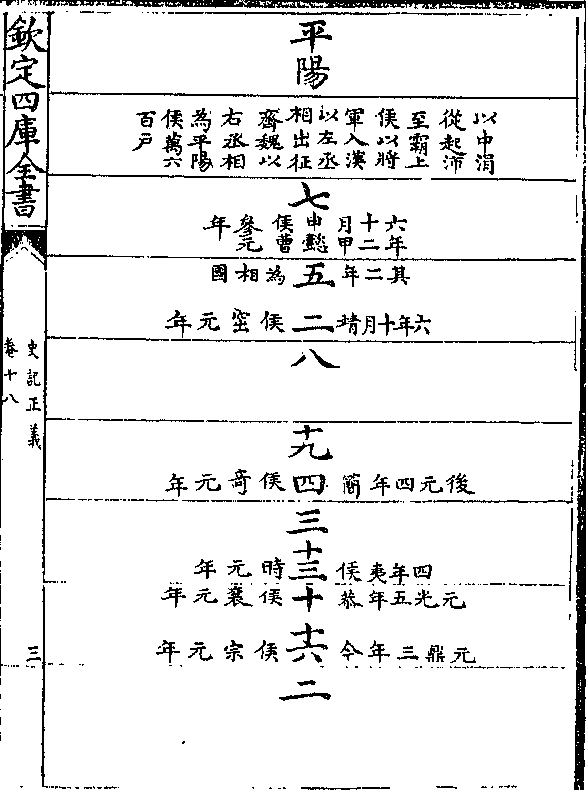 欽定四庫全書
史記正義
卷十八
三
平陽
以中涓
從起沛
至霸上
侯以將
軍入漢
以左丞
相出征
齊魏以
右丞相
為平陽
侯萬六
百戶
七
六年
十二
月甲
申懿
侯曹
參元
年
其二年五為相國
六年十月靖二侯窋元年
八
十九
後元四年簡四侯奇元年
三
四年夷侯十三時元年
元光五年恭十侯襄元年
元鼎三年今十六侯宗元年
二